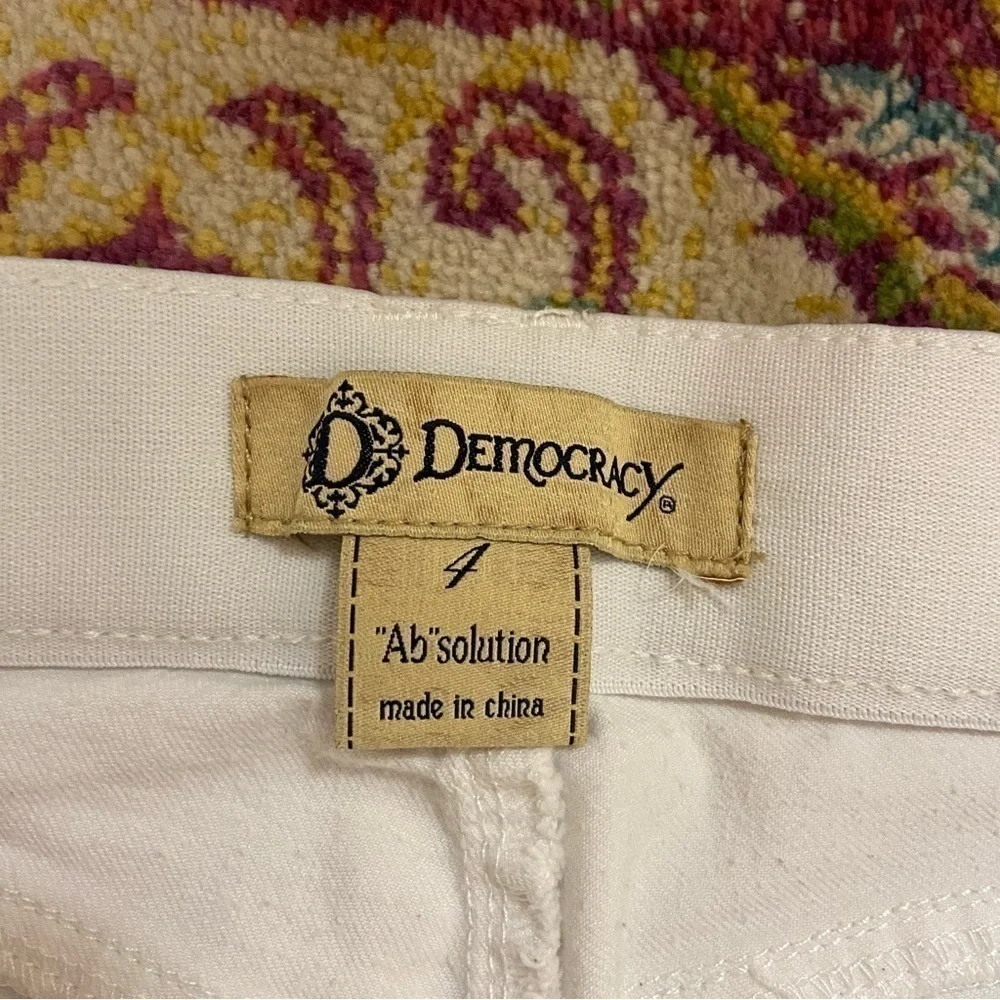 D DEMOCRACY®
4
"Ab"solution
made in china